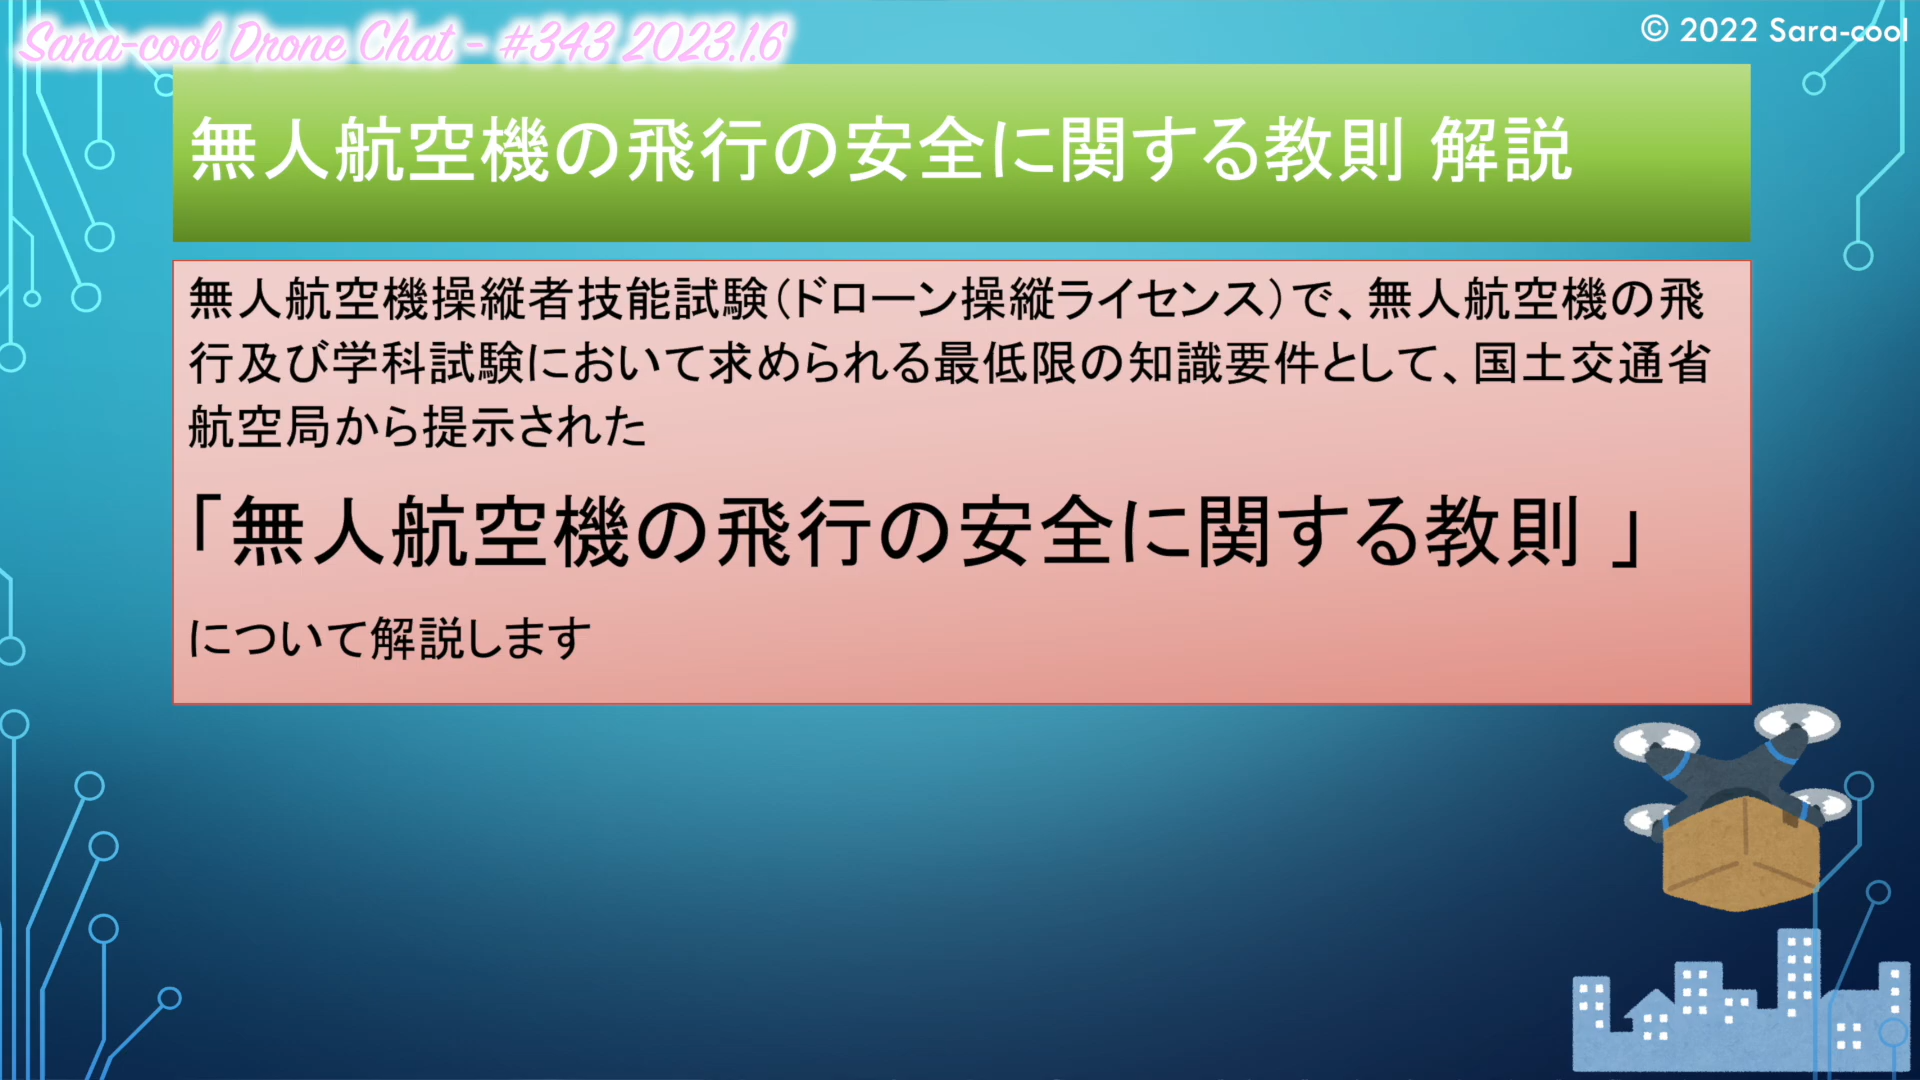 Sara-cool Drone Chat - #343 2023.1.6
© 2022 Sara-cool
無人航空機の飛行の安全に関する教則 解説
無人航空機操縦者技能試験(ドローン操縦ライセンス)で、無人航空機の飛
行及び学科試験において求められる最低限の知識要件として、国土交通省
航空局から提示された
「無人航空機の飛行の安全に関する教則 」
について解説します